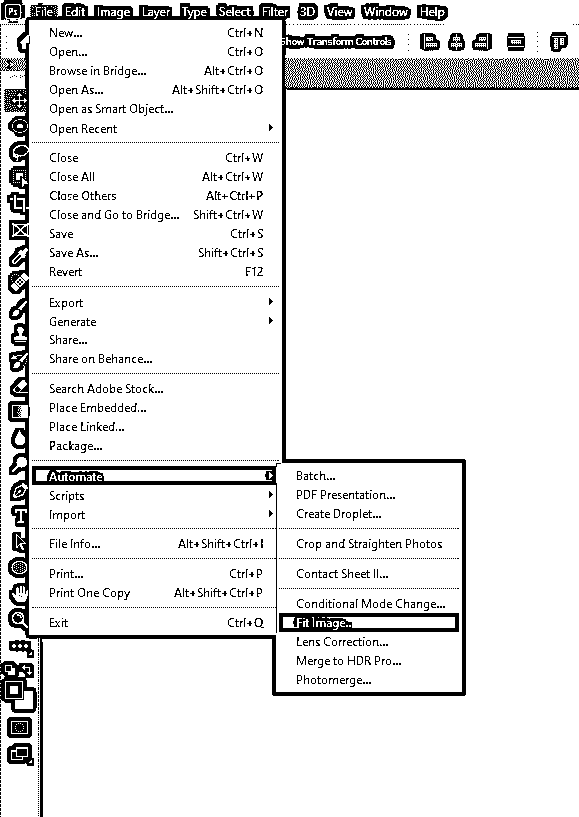 Ps File Edit Image Layer Type Select Filter 3D View Window Help
Show Transform Controls
New... Ctrl+N
Open... Ctrl+O
Browse in Bridge... Alt+Ctrl+O
Open As... Alt+Shift+Ctrl+O
Open as Smart Object...
Open Recent
Close Ctrl+W
Close All Alt+Ctrl+W
Close Others Alt+Ctrl+P
Close and Go to Bridge... Shift+Ctrl+W
Save Ctrl+S
Save As... Shift+Ctrl+S
Revert F12
Export
Generate
Share...
Share on Behance...
Search Adobe Stock...
Place Embedded...
Place Linked...
Package...
Automate
Scripts
Import
File Info... Alt+Shift+Ctrl+I
Print... Ctrl+P
Print One Copy Alt+Shift+Ctrl+P
Exit Ctrl+Q
Batch...
PDF Presentation...
Create Droplet...
Crop and Straighten Photos
Contact Sheet II...
Conditional Mode Change...
Fit Image...
Lens Correction...
Merge to HDR Pro...
Photomerge...